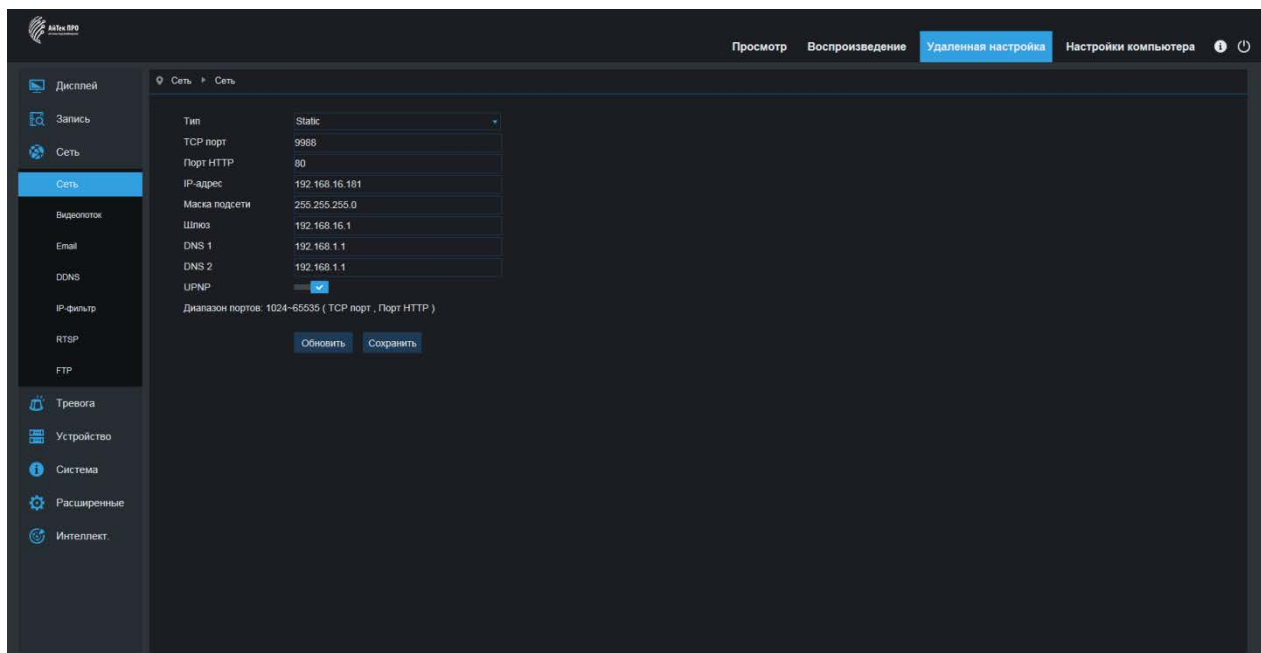 АйТек ПРО
Просмотр Воспроизведение Удаленная настройка Настройки компьютера
Дисплей
Запись
Сеть
Сеть
Видеопоток
Email
DDNS
IP-фильтр
RTSP
FTP
Тревога
Устройство
Система
Расширенные
Интеллект.
Сеть Сеть
Тип Static
TCP порт 9988
Порт HTTP 80
IP-адрес 192.168.16.181
Маска подсети 255.255.255.0
Шлюз 192.168.16.1
DNS 1 192.168.1.1
DNS 2 192.168.1.1
UPNP
Диапазон портов: 1024~65535 ( TCP порт , Порт HTTP )
Обновить Сохранить